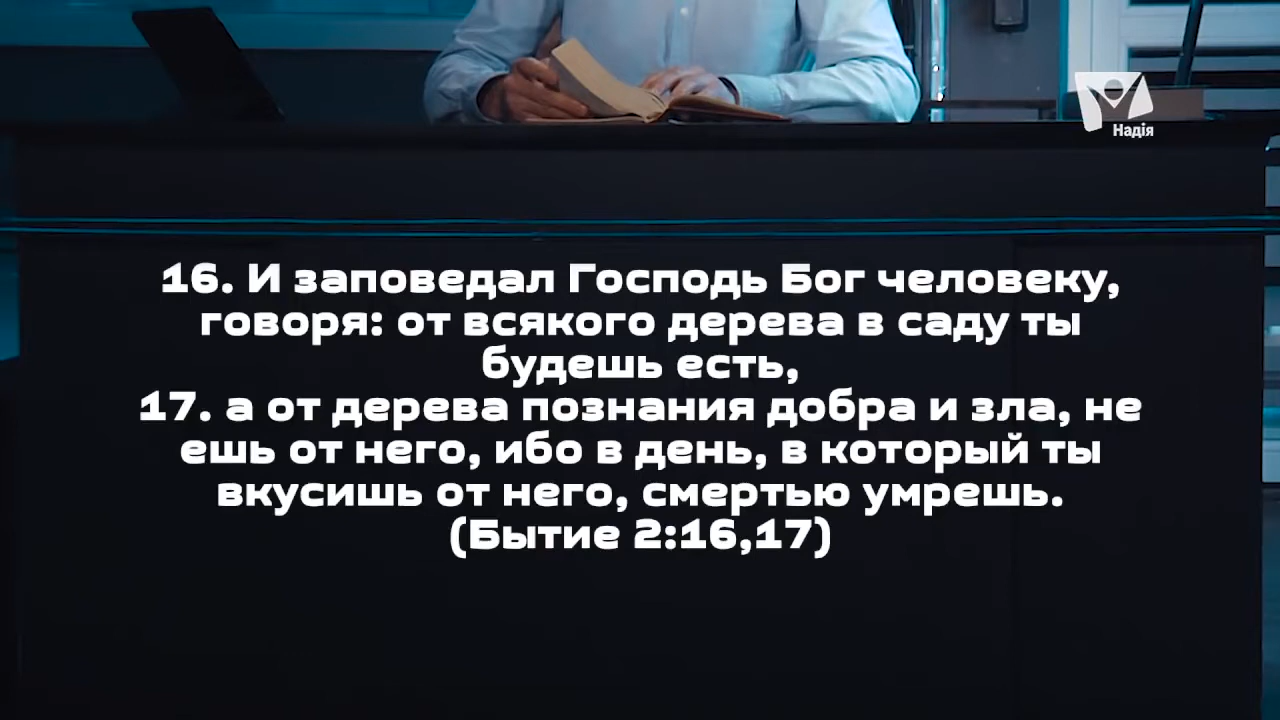 Надія
16. И заповедал Господь Бог человеку,
говоря: от всякого дерева в саду ты
будешь есть,
17. а от дерева познания добра и зла, не
ешь от него, ибо в день, в который ты
вкусишь от него, смертью умрешь.
(Бытие 2:16,17)